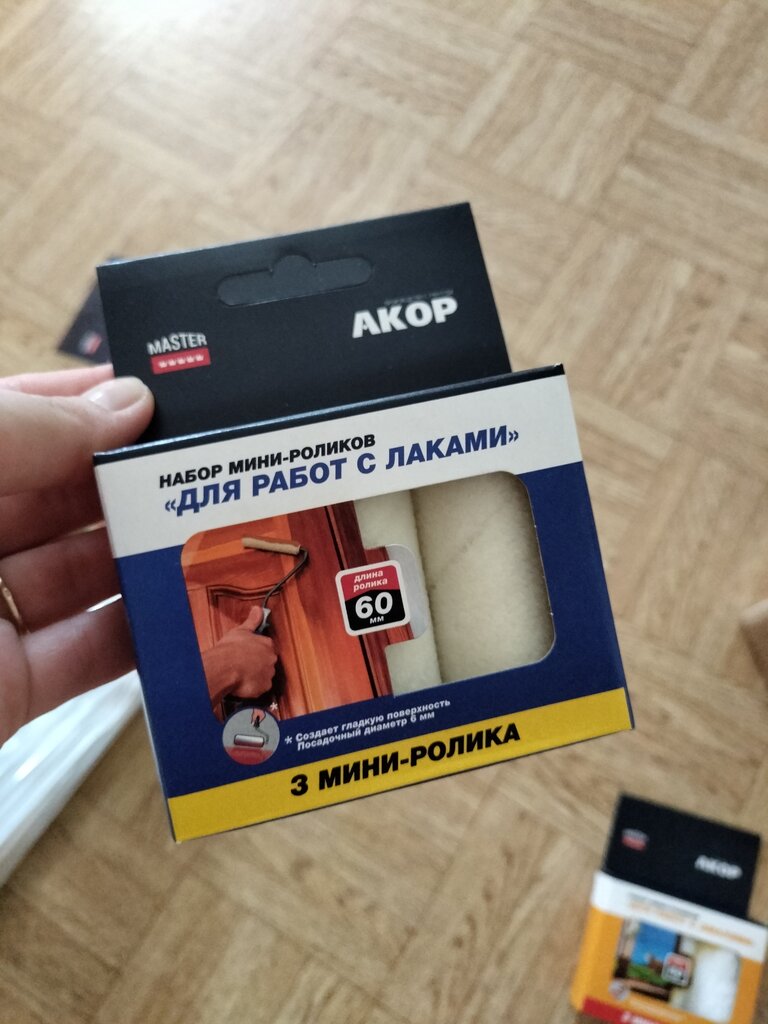 MASTER
АКОР
НАБОР МИНИ-РОЛИКОВ
«ДЛЯ РАБОТ С ЛАКАМИ»
длина
ролика
60
мм
* Создает гладкую поверхность
Посадочный диаметр 6 мм
3 МИНИ-РОЛИКА
АКОР